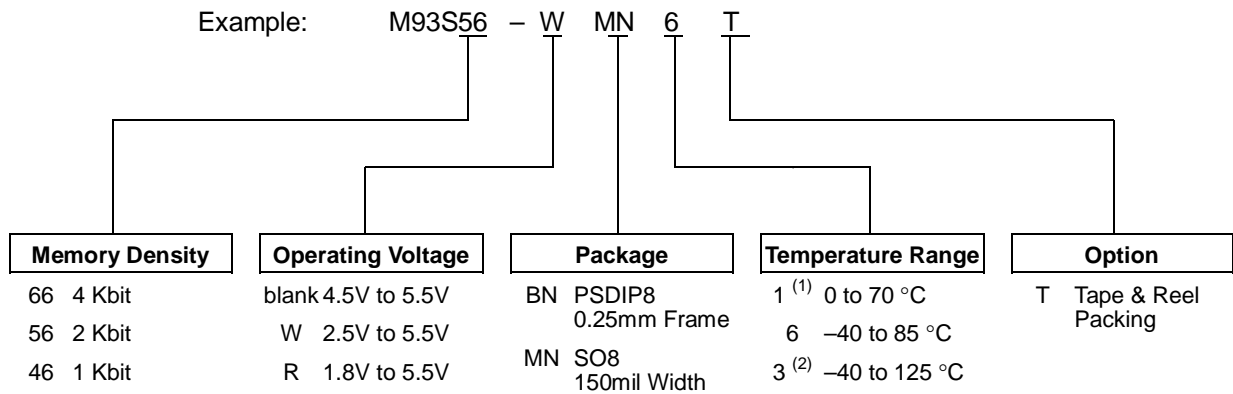 Example: M93S56 – W MN 6 T
Memory Density
66 4 Kbit
56 2 Kbit
46 1 Kbit
Operating Voltage
blank 4.5V to 5.5V
W 2.5V to 5.5V
R 1.8V to 5.5V
Package
BN PSDIP8
0.25mm Frame
MN SO8
150mil Width
Temperature Range
1 (1) 0 to 70 °C
6 –40 to 85 °C
3 (2) –40 to 125 °C
Option
T Tape & Reel
Packing